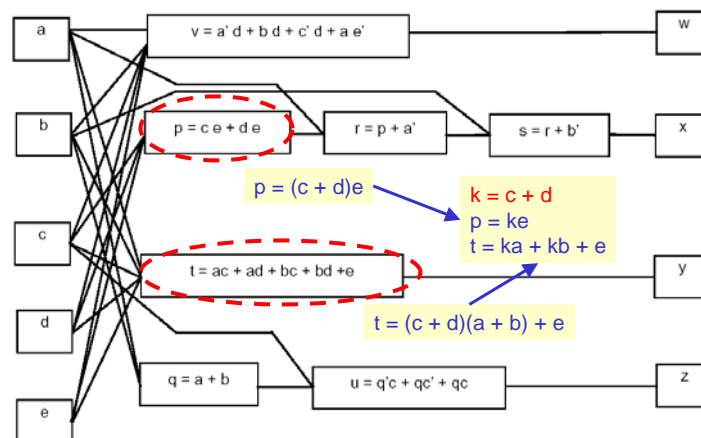 a
v = a' d + b d + c' d + a e'
w
b
p = c e + d e
r = p + a'
s = r + b'
x
p = (c + d)e
k = c + d
p = ke
t = ka + kb + e
c
t = ac + ad + bc + bd +e
y
d
t = (c + d)(a + b) + e
q = a + b
u = q'c + qc' + qc
z
e